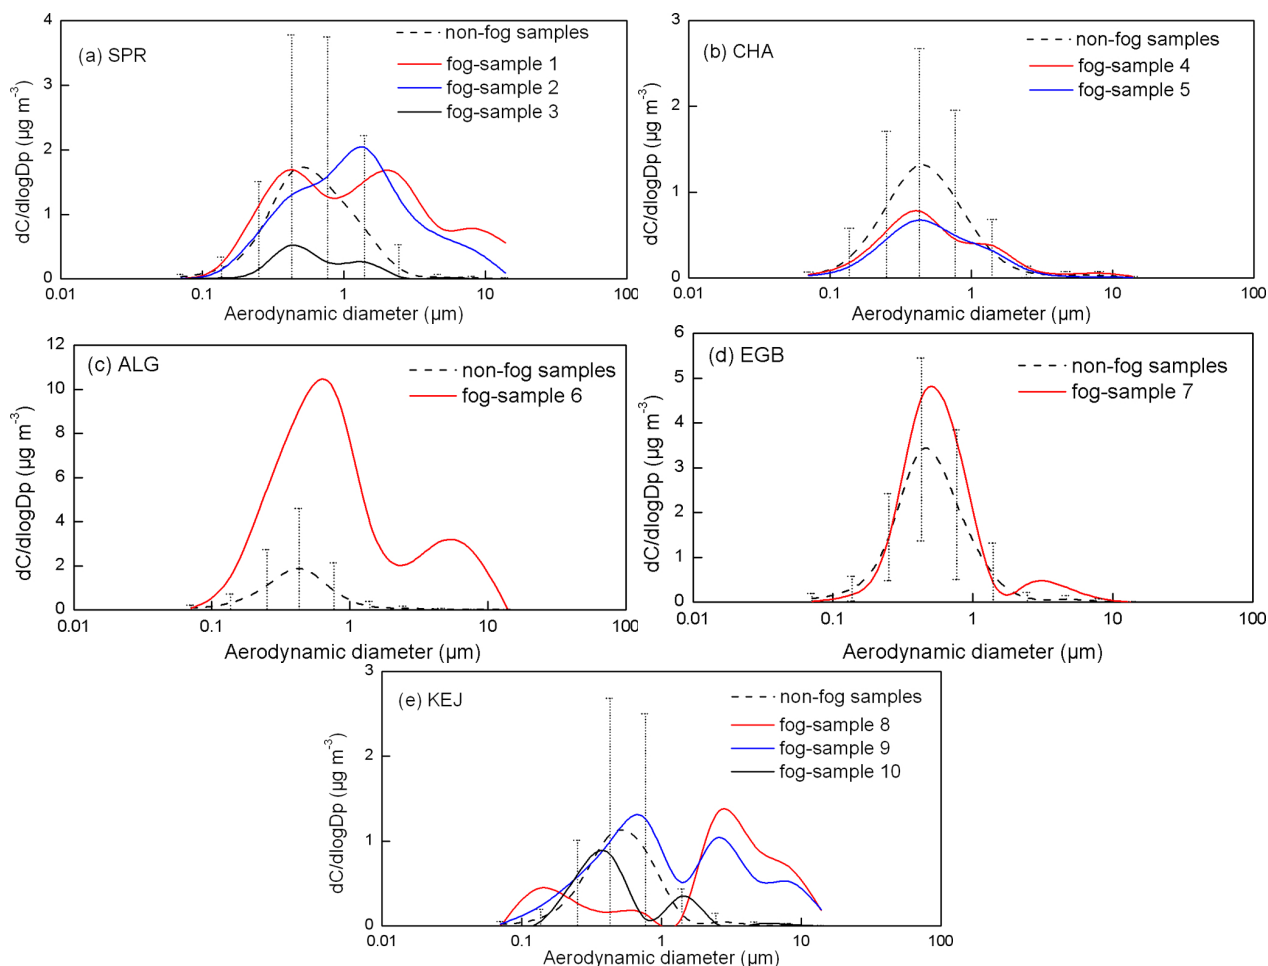 (a) SPR
non-fog samples
fog-sample 1
fog-sample 2
fog-sample 3
dC/dlogDp (µg m⁻³)
4
3
2
1
0
0.01 0.1 1 10 100
Aerodynamic diameter (µm)
(b) CHA
non-fog samples
fog-sample 4
fog-sample 5
dC/dlogDp (µg m⁻³)
3
2
1
0
0.01 0.1 1 10 100
Aerodynamic diameter (µm)
(c) ALG
non-fog samples
fog-sample 6
dC/dlogDp (µg m⁻³)
12
10
8
6
4
2
0
0.01 0.1 1 10 100
Aerodynamic diameter (µm)
(d) EGB
non-fog samples
fog-sample 7
dC/dlogDp (µg m⁻³)
6
5
4
3
2
1
0
0.01 0.1 1 10 100
Aerodynamic diameter (µm)
(e) KEJ
non-fog samples
fog-sample 8
fog-sample 9
fog-sample 10
dC/dlogDp (µg m⁻³)
3
2
1
0
0.01 0.1 1 10 100
Aerodynamic diameter (µm)